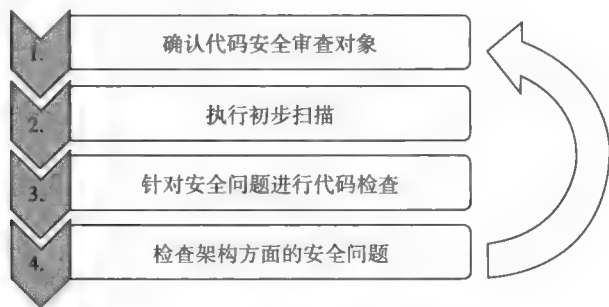 1. 确认代码安全审查对象
2. 执行初步扫描
3. 针对安全问题进行代码检查
4. 检查架构方面的安全问题